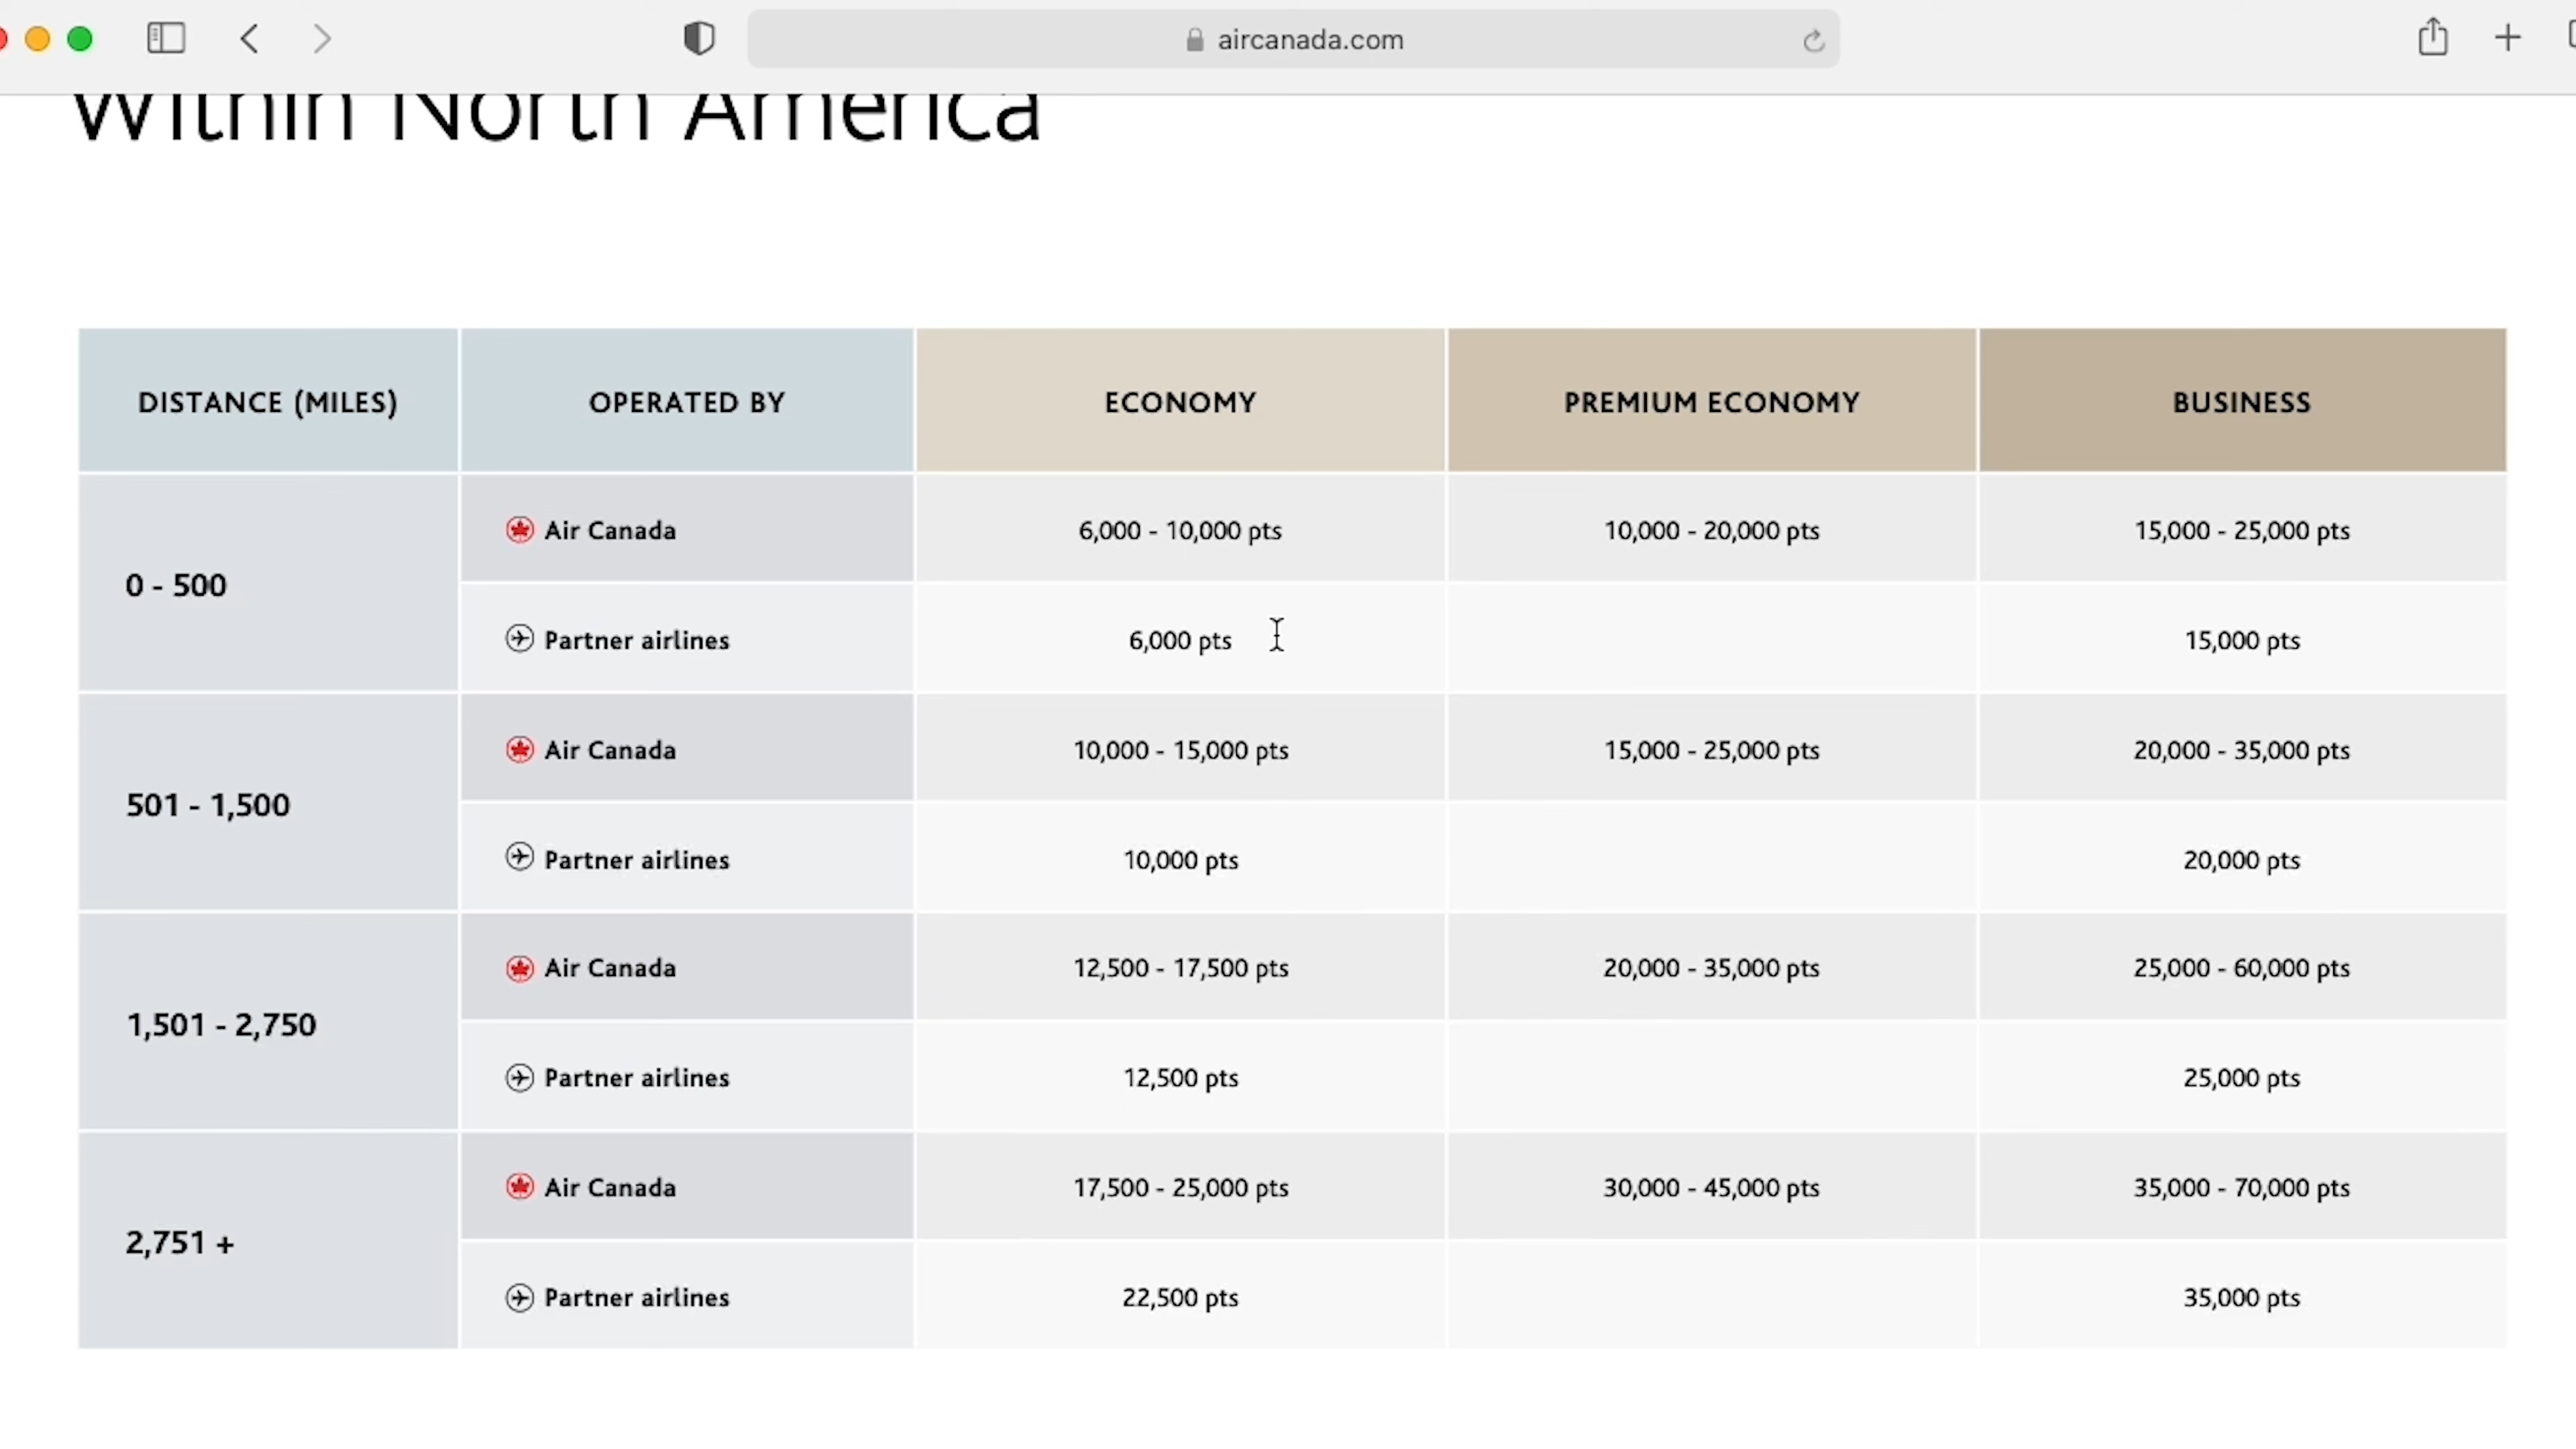 aircanada.com
Within North America
DISTANCE (MILES) OPERATED BY ECONOMY PREMIUM ECONOMY BUSINESS
0 - 500
Air Canada 6,000 - 10,000 pts 10,000 - 20,000 pts 15,000 - 25,000 pts
Partner airlines 6,000 pts 15,000 pts
501 - 1,500
Air Canada 10,000 - 15,000 pts 15,000 - 25,000 pts 20,000 - 35,000 pts
Partner airlines 10,000 pts 20,000 pts
1,501 - 2,750
Air Canada 12,500 - 17,500 pts 20,000 - 35,000 pts 25,000 - 60,000 pts
Partner airlines 12,500 pts 25,000 pts
2,751 +
Air Canada 17,500 - 25,000 pts 30,000 - 45,000 pts 35,000 - 70,000 pts
Partner airlines 22,500 pts 35,000 pts